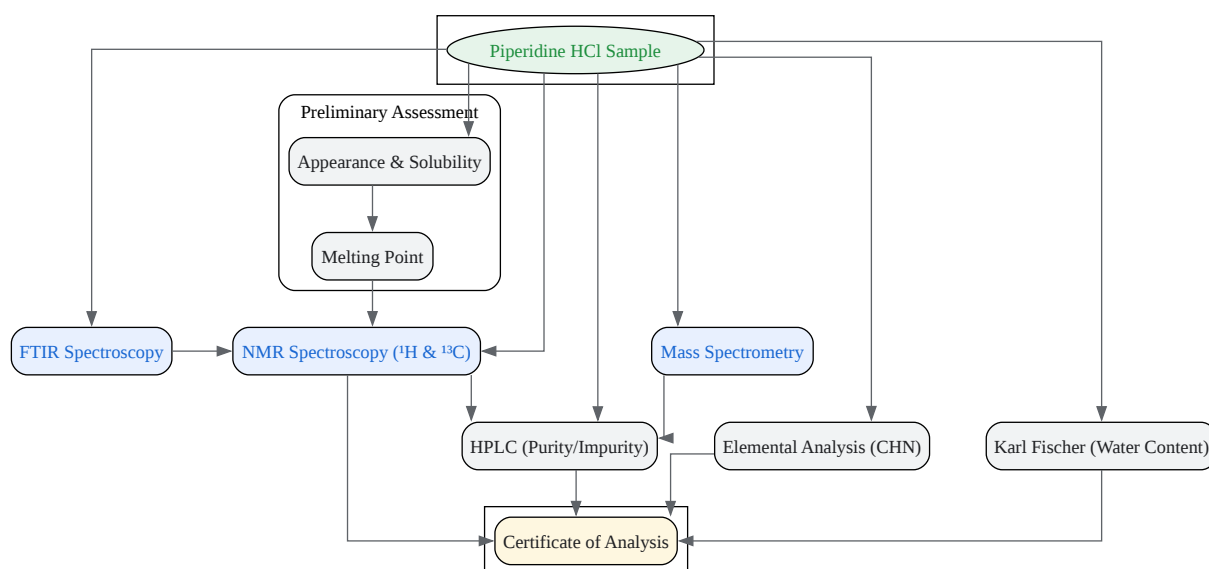 Piperidine HCl Sample
Preliminary Assessment
Appearance & Solubility
Melting Point
FTIR Spectroscopy
NMR Spectroscopy (¹H & ¹³C)
Mass Spectrometry
HPLC (Purity/Impurity)
Elemental Analysis (CHN)
Karl Fischer (Water Content)
Certificate of Analysis